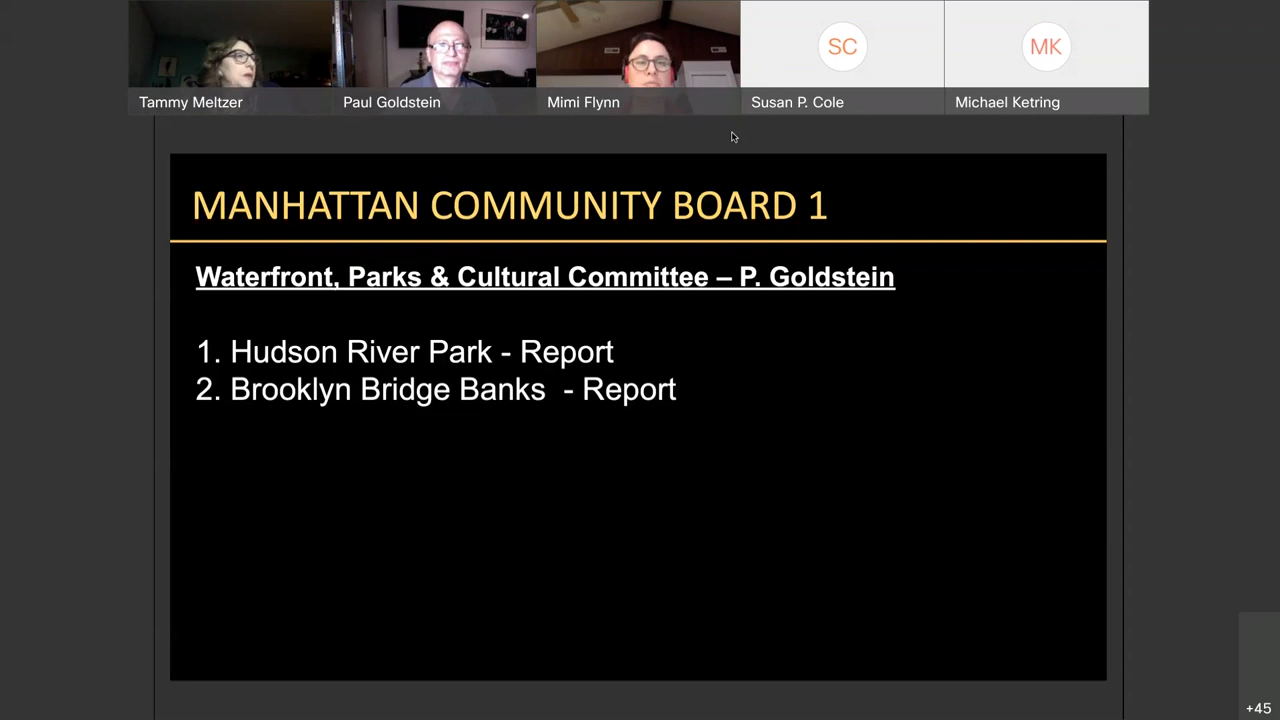 Tammy Meltzer
Paul Goldstein
Mimi Flynn
SC
Susan P. Cole
MK
Michael Ketring
MANHATTAN COMMUNITY BOARD 1
Waterfront, Parks & Cultural Committee – P. Goldstein
1. Hudson River Park - Report
2. Brooklyn Bridge Banks  - Report
+45